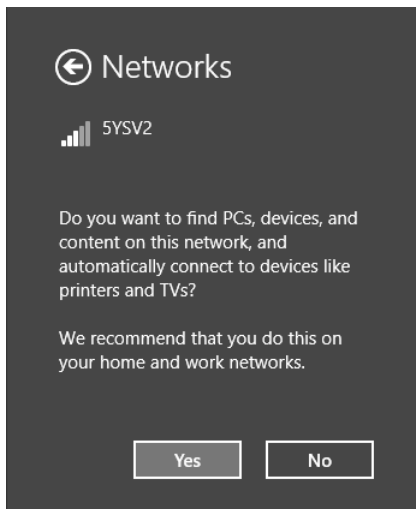 Networks
5YSV2
Do you want to find PCs, devices, and
content on this network, and
automatically connect to devices like
printers and TVs?
We recommend that you do this on
your home and work networks.
Yes No